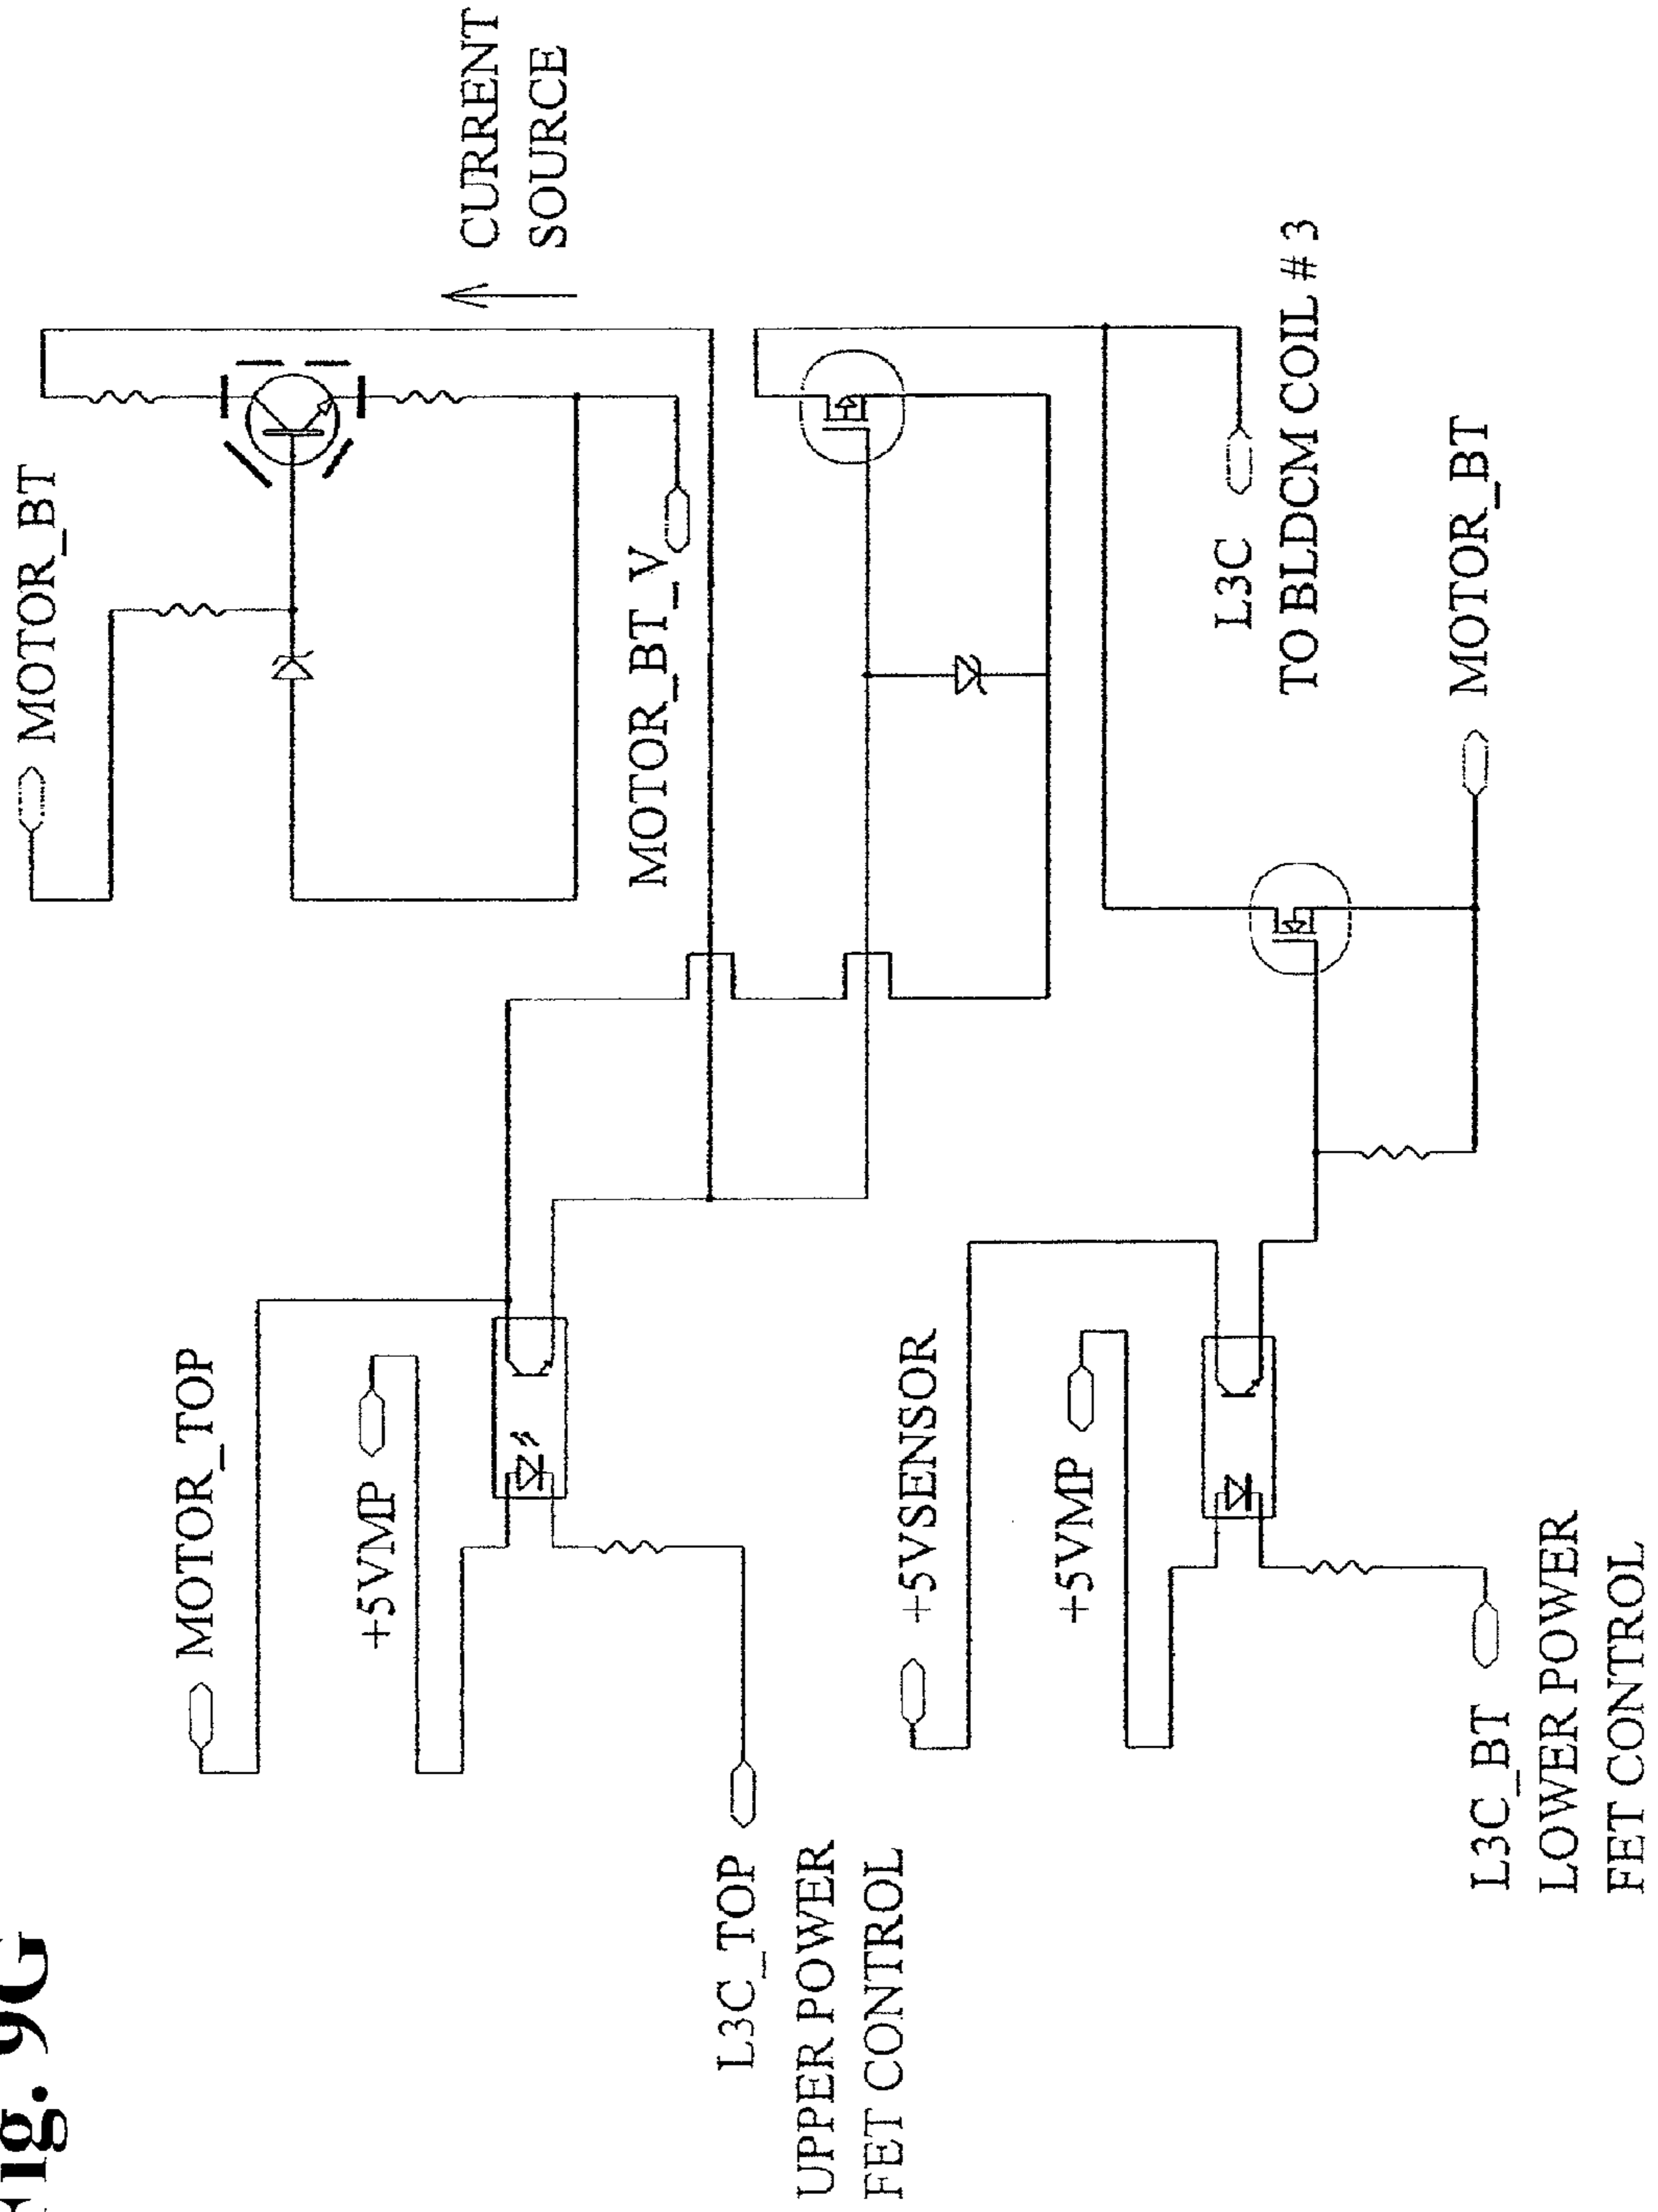 Fig. 9G
MOTOR_BT
CURRENT
SOURCE
MOTOR_BT_V
MOTOR_TOP
+5VMP
L3C_TOP
UPPER POWER
FET CONTROL
+5VSENSOR
+5VMP
L3C
TO BLDCM COIL # 3
MOTOR_BT
L3C_BT
LOWER POWER
FET CONTROL